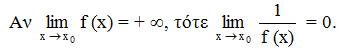 Αν lim x→x₀ f (x) = + ∞, τότε lim x→x₀ 1/f (x) = 0.